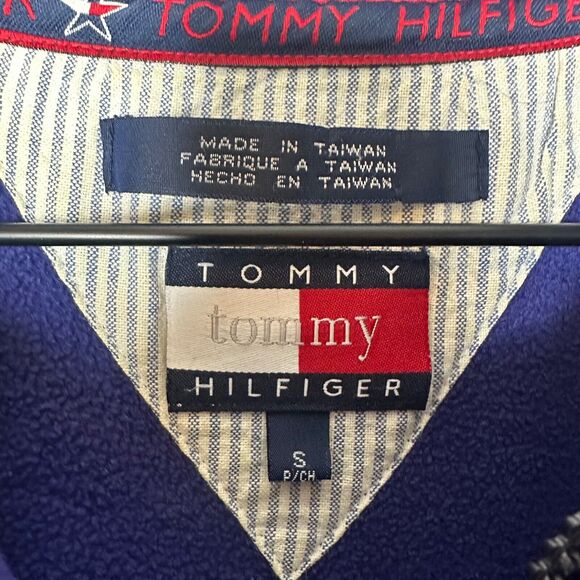 R TOMMY HILFIGER
MADE IN TAIWAN
FABRIQUE A TAIWAN
HECHO EN TAIWAN
TOMMY
tommy
HILFIGER
S
P/CH